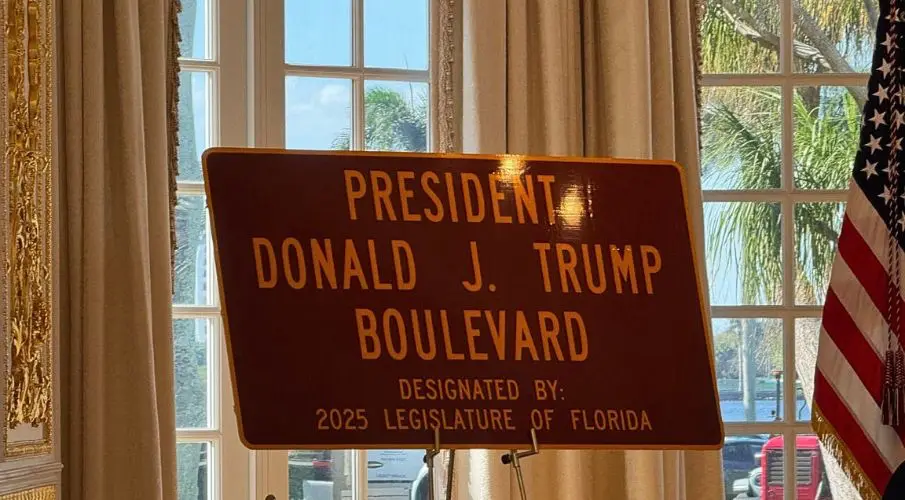 PRESIDENT
DONALD J. TRUMP
BOULEVARD
DESIGNATED BY:
2025 LEGISLATURE OF FLORIDA